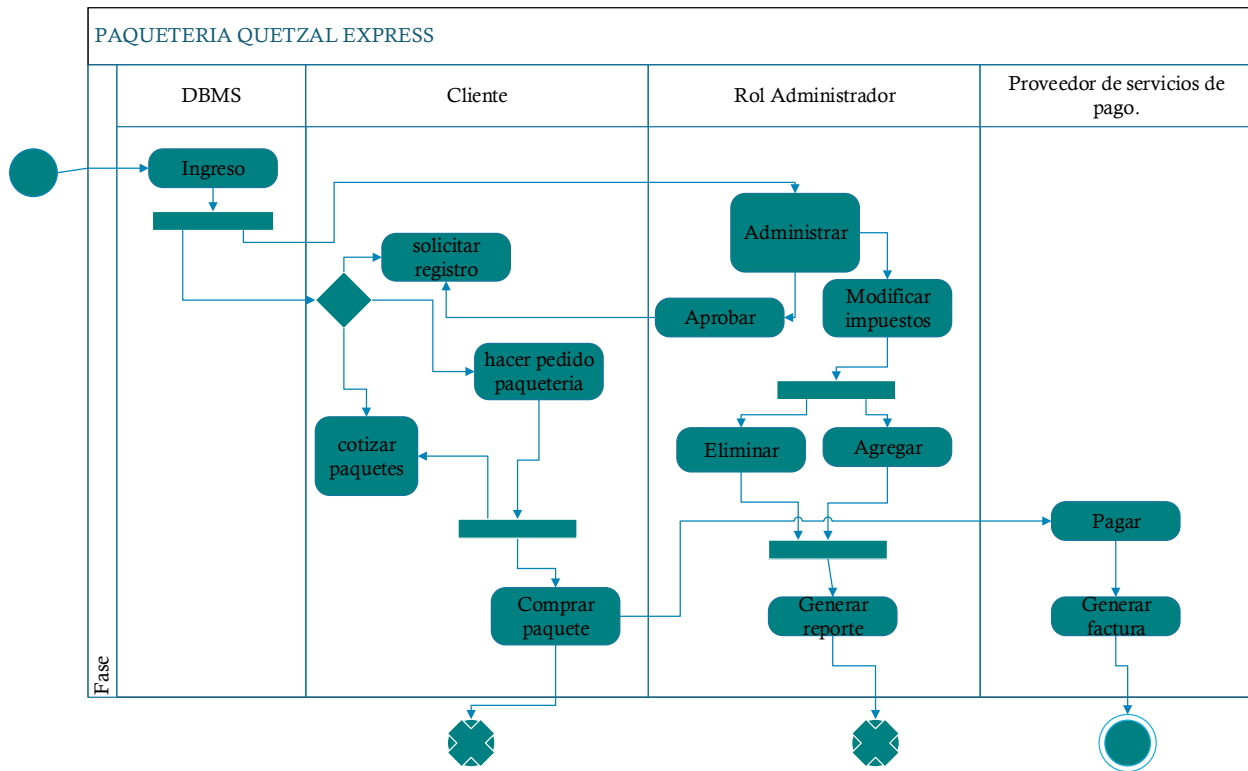 PAQUETERIA QUETZAL EXPRESS
DBMS
Cliente
Rol Administrador
Proveedor de servicios de
pago.
Fase
Ingreso
solicitar
registro
Administrar
Aprobar
Modificar
impuestos
hacer pedido
paqueteria
cotizar
paquetes
Eliminar
Agregar
Pagar
Comprar
paquete
Generar
reporte
Generar
factura